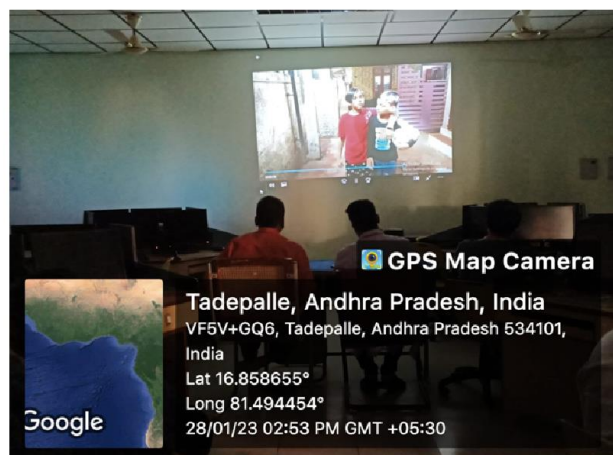 GPS Map Camera
Tadepalle, Andhra Pradesh, India
VF5V+GQ6, Tadepalle, Andhra Pradesh 534101,
India
Lat 16.858655°
Long 81.494454°
28/01/23 02:53 PM GMT +05:30
Google